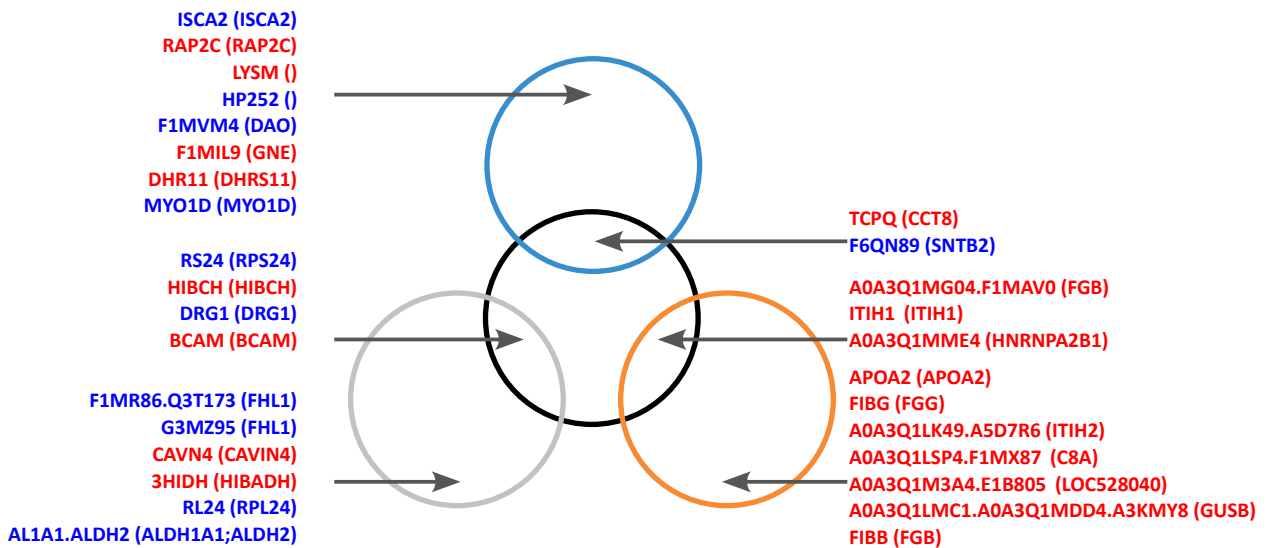 ISCA2 (ISCA2)
RAP2C (RAP2C)
LYSM ()
HP252 ()
F1MVM4 (DAO)
F1MIL9 (GNE)
DHR11 (DHRS11)
MYO1D (MYO1D)
RS24 (RPS24)
HIBCH (HIBCH)
DRG1 (DRG1)
BCAM (BCAM)
F1MR86.Q3T173 (FHL1)
G3MZ95 (FHL1)
CAVN4 (CAVIN4)
3HIDH (HIBADH)
RL24 (RPL24)
AL1A1.ALDH2 (ALDH1A1;ALDH2)
TCPQ (CCT8)
F6QN89 (SNTB2)
A0A3Q1MG04.F1MAV0 (FGB)
ITIH1 (ITIH1)
A0A3Q1MME4 (HNRNPA2B1)
APOA2 (APOA2)
FIBG (FGG)
A0A3Q1LK49.A5D7R6 (ITIH2)
A0A3Q1LSP4.F1MX87 (C8A)
A0A3Q1M3A4.E1B805 (LOC528040)
A0A3Q1LMC1.A0A3Q1MDD4.A3KMY8 (GUSB)
FIBB (FGB)